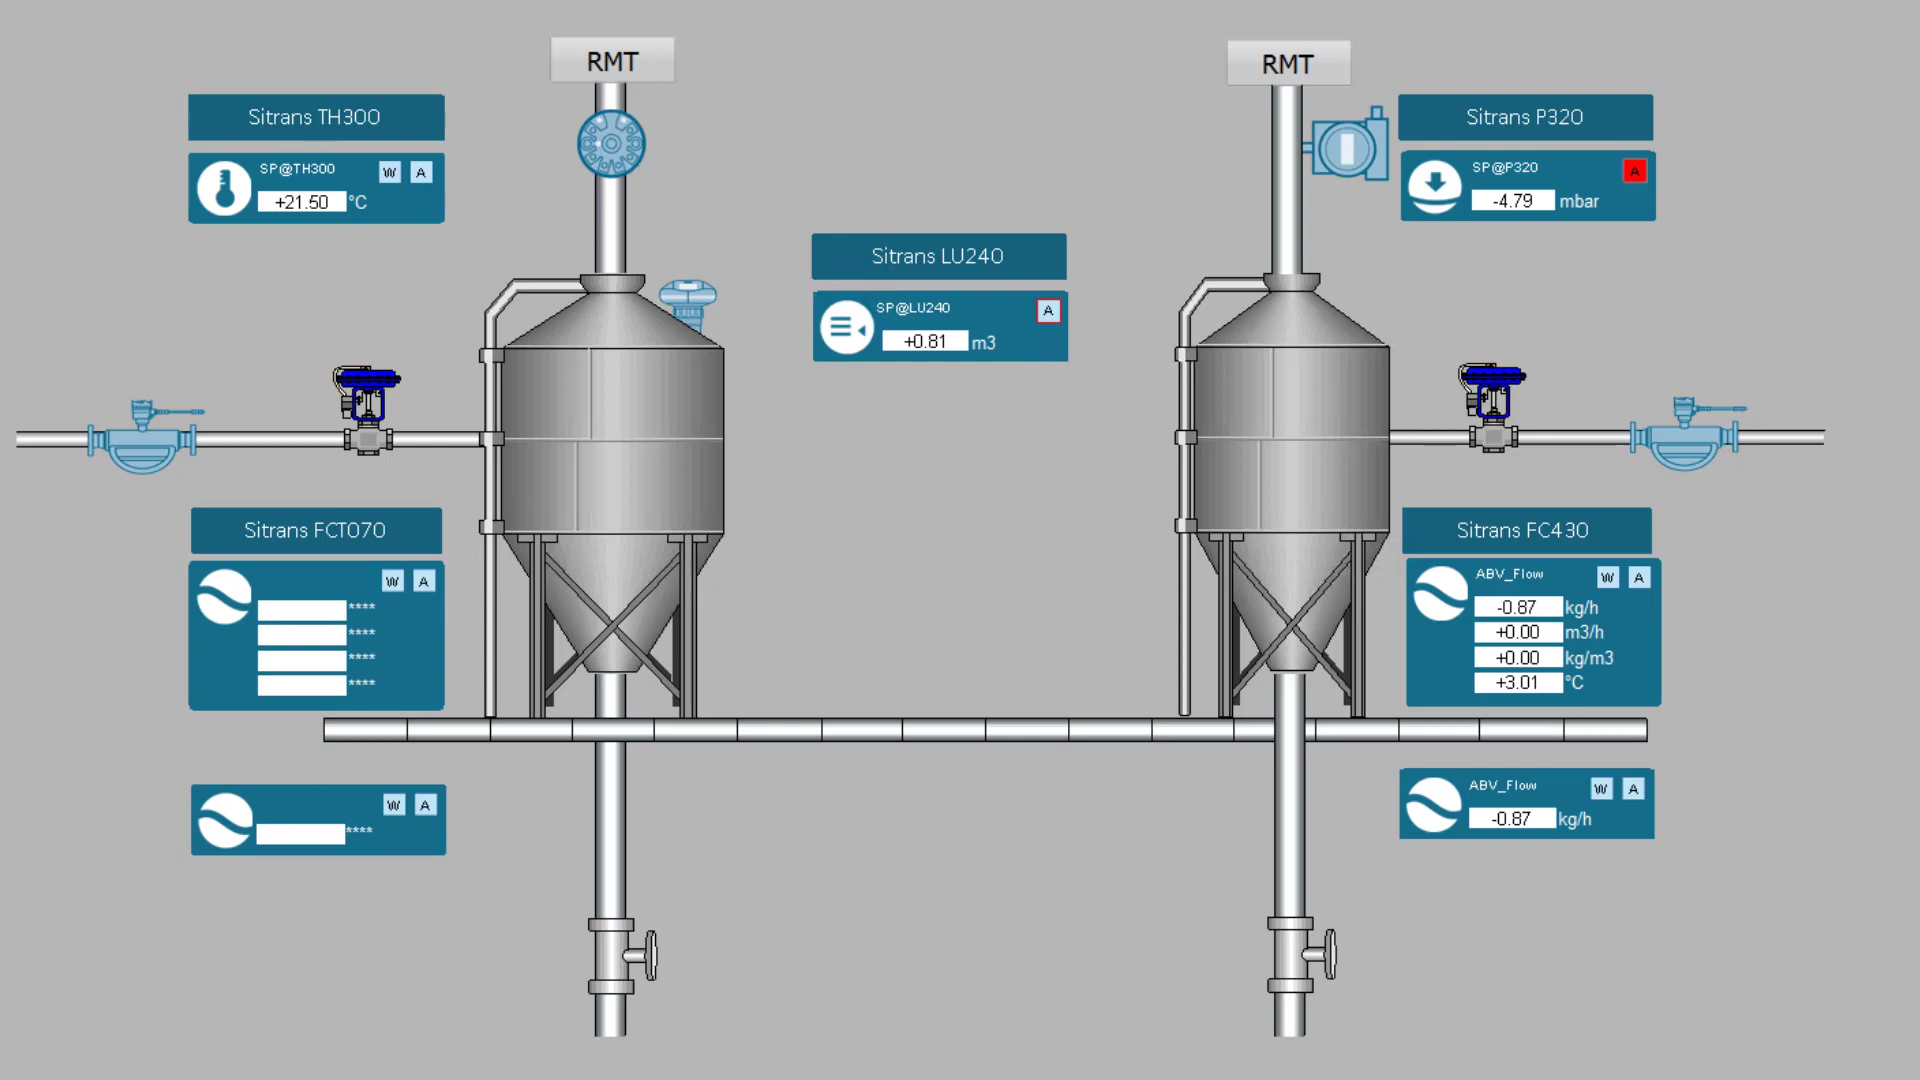 RMT
RMT
Sitrans TH300
SP@TH300
W A
+21.50 °C
Sitrans P320
SP@P320
A
-4.79 mbar
Sitrans LU240
SP@LU240
A
+0.81 m3
Sitrans FCT070
W A
****
****
****
****
Sitrans FC430
ABV_Flow
W A
-0.87 kg/h
+0.00 m3/h
+0.00 kg/m3
+3.01 °C
W A
****
ABV_Flow
W A
-0.87 kg/h